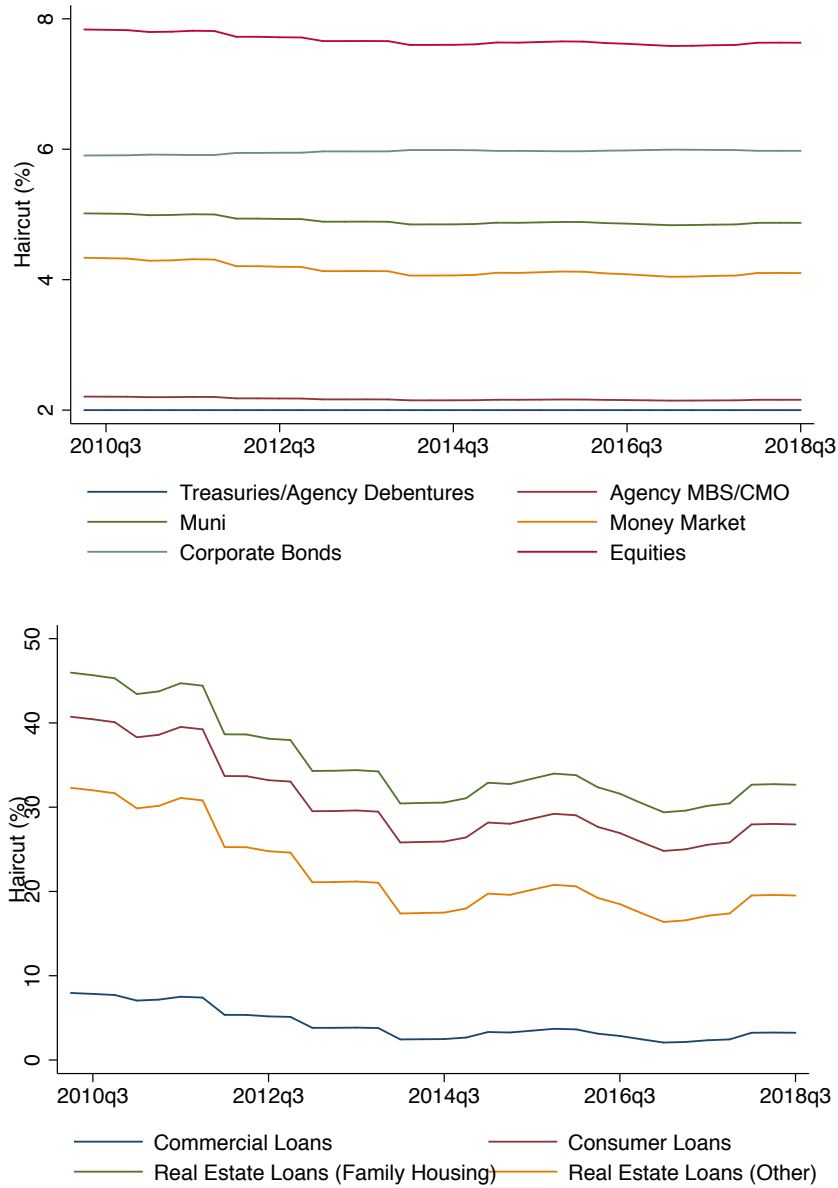 8
6
4
2
Haircut (%)
2010q3 2012q3 2014q3 2016q3 2018q3
Treasuries/Agency Debentures Agency MBS/CMO
Muni Money Market
Corporate Bonds Equities
50
40
30
20
10
0
Haircut (%)
2010q3 2012q3 2014q3 2016q3 2018q3
Commercial Loans Consumer Loans
Real Estate Loans (Family Housing) Real Estate Loans (Other)